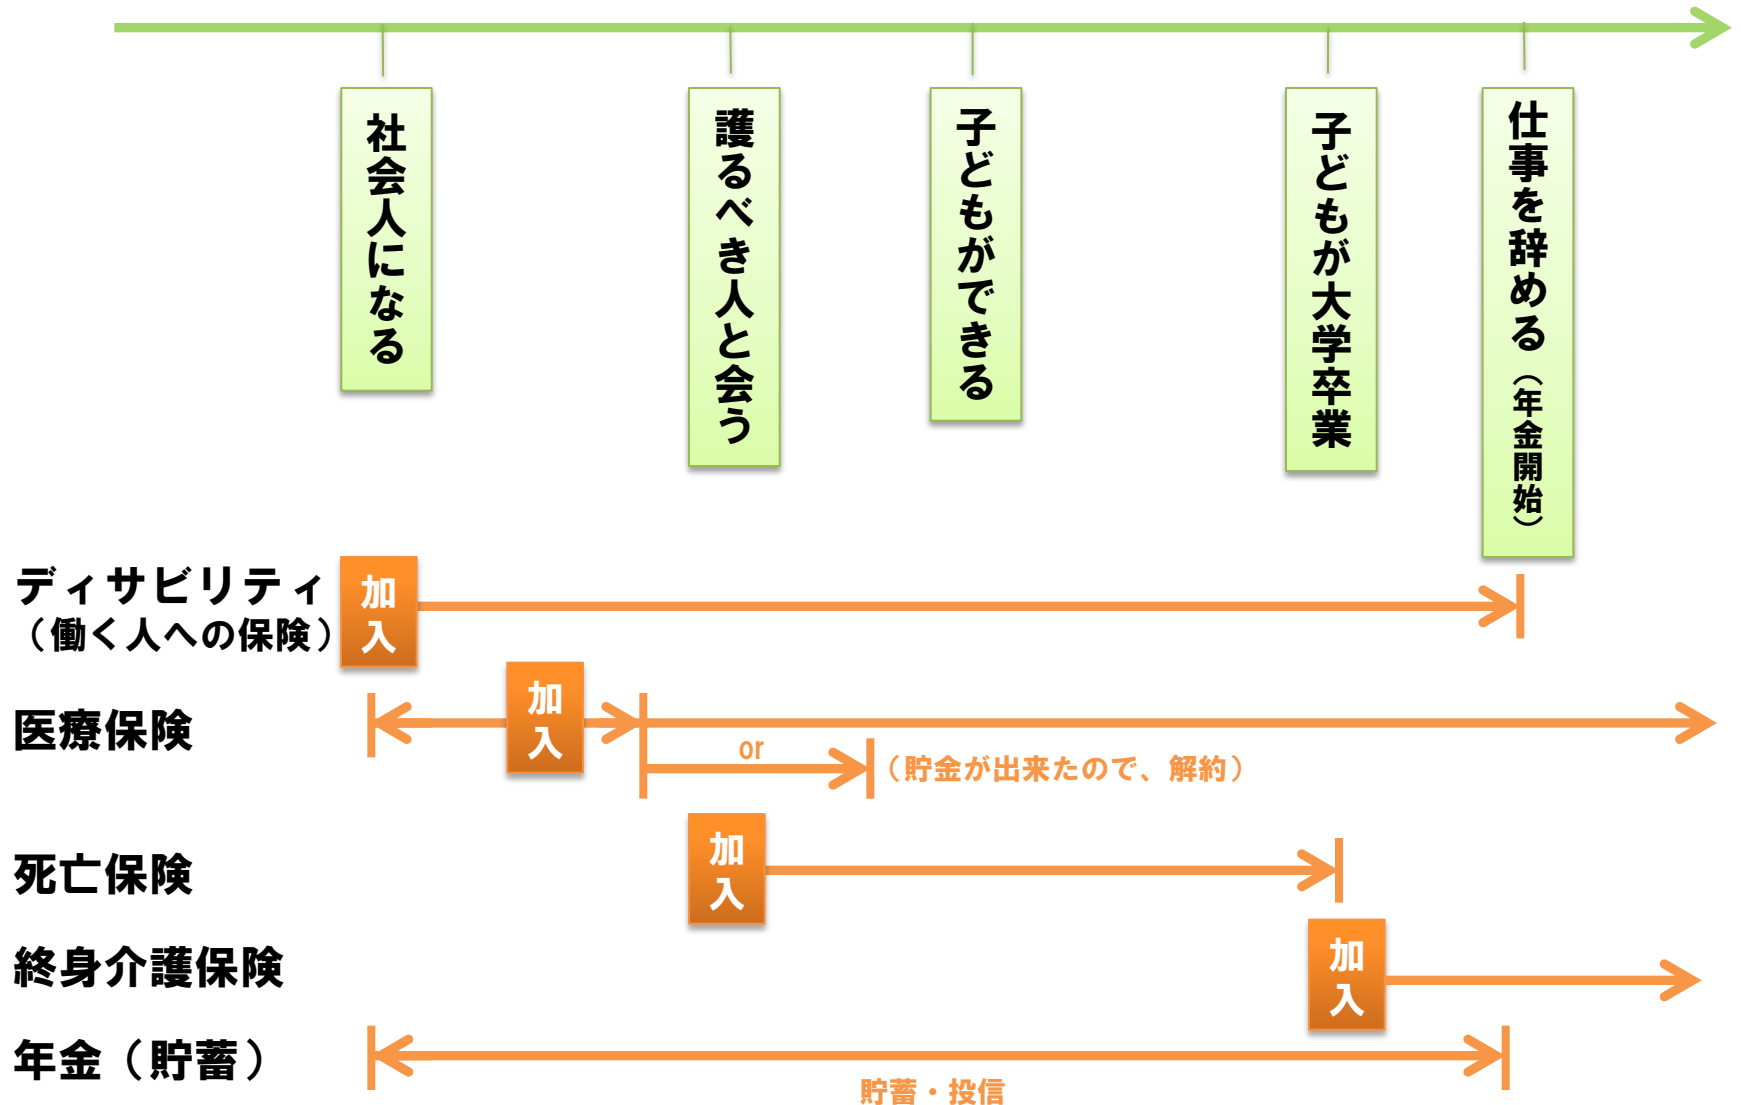 社会人になる
護るべき人と会う
子どもができる
子どもが大学卒業
仕事を辞める（年金開始）
ディサビリティ
（働く人への保険）
加入
医療保険
加入
or
（貯金が出来たので、解約）
死亡保険
加入
終身介護保険
加入
年金（貯蓄）
貯蓄・投信